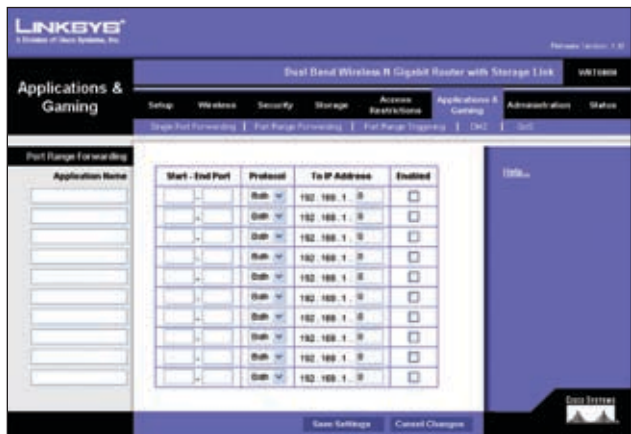 LINKSYS®
A Division of Cisco Systems, Inc.
Firmware Version: 1.0
Dual Band Wireless N Gigabit Router with Storage Link
Applications & Gaming
Setup Wireless Security Storage Access Restrictions Applications & Gaming Administration Status
Single Port Forwarding | Port Range Forwarding | Port Range Triggering | DMZ | QoS
Port Range Forwarding
Application Name
Start - End Port Protocol To IP Address Enabled
- Both 192 . 168 . 1 . 0
- Both 192 . 168 . 1 . 0
- Both 192 . 168 . 1 . 0
- Both 192 . 168 . 1 . 0
- Both 192 . 168 . 1 . 0
- Both 192 . 168 . 1 . 0
- Both 192 . 168 . 1 . 0
- Both 192 . 168 . 1 . 0
- Both 192 . 168 . 1 . 0
- Both 192 . 168 . 1 . 0
Help...
Save Settings Cancel Changes
CISCO SYSTEMS